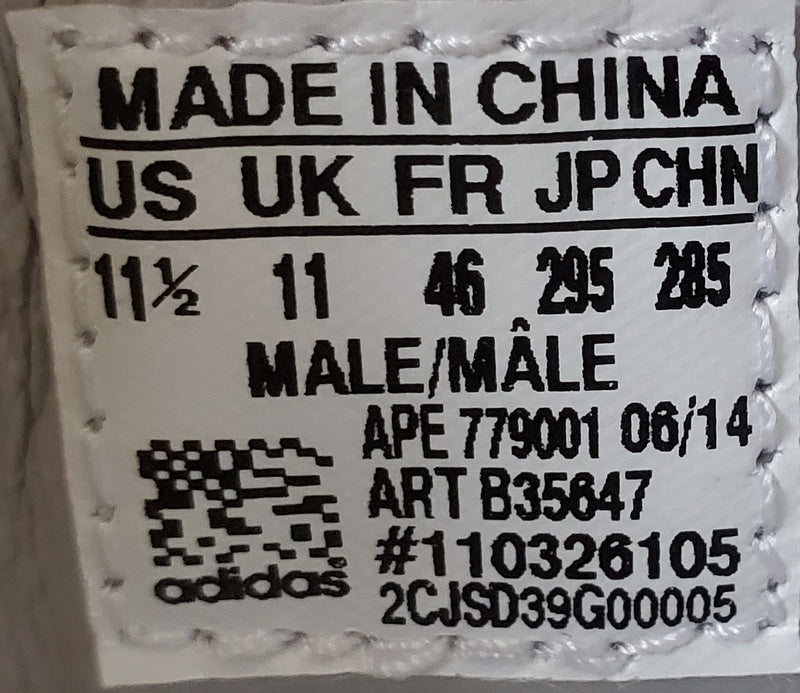 MADE IN CHINA
US UK FR JP CHN
11½ 11 46 295 285
MALE/MÂLE
APE 779001 06/14
ART B35647
#110326105
2CJSD39G00005
adidas®